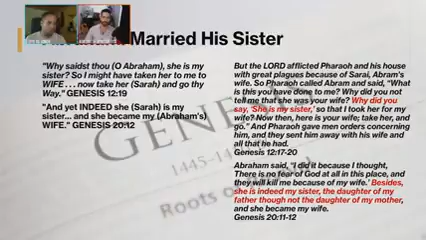 Married His Sister
"Why saidst thou (O Abraham), she is my
sister? So I might have taken her to me to
WIFE . . . now take her (Sarah) and go thy
Way." GENESIS 12:19
"And yet INDEED she (Sarah) is my
sister... and she became my (Abraham's)
WIFE." GENESIS 20:12
But the LORD afflicted Pharaoh and his house
with great plagues because of Sarai, Abram's
wife. So Pharaoh called Abram and said, "What
is this you have done to me? Why did you not
tell me that she was your wife? Why did you
say, 'She is my sister,' so that I took her for my
wife? Now then, here is your wife; take her, and
go." And Pharaoh gave men orders concerning
him, and they sent him away with his wife and
all that he had.
Genesis 12:17-20
Abraham said, "I did it because I thought,
There is no fear of God at all in this place, and
they will kill me because of my wife.' Besides,
she is indeed my sister, the daughter of my
father though not the daughter of my mother,
and she became my wife.
Genesis 20:11-12
GENESIS
1445-14
Roots of